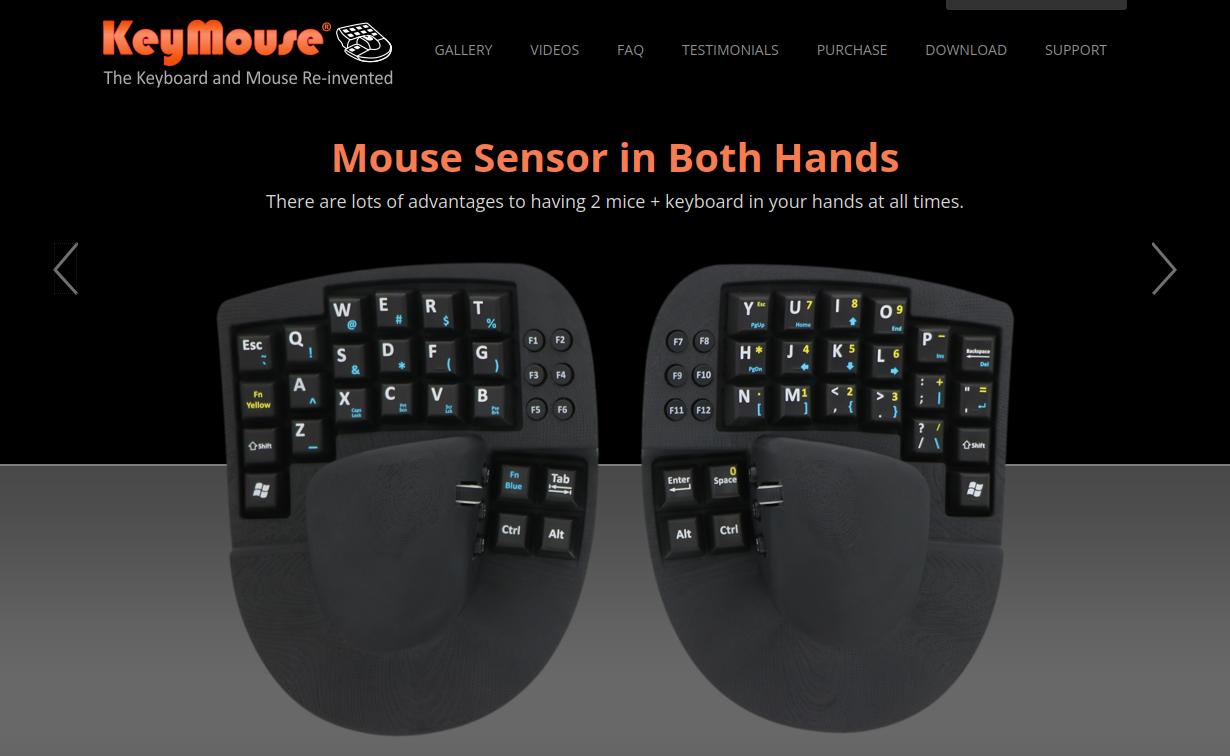 KeyMouse®
The Keyboard and Mouse Re-invented
GALLERY VIDEOS FAQ TESTIMONIALS PURCHASE DOWNLOAD SUPPORT
Mouse Sensor in Both Hands
There are lots of advantages to having 2 mice + keyboard in your hands at all times.
Esc ~ ` Q ! W @ E # R $ T %
F1 F2
Fn Yellow A ^ S & D * F ( G )
F3 F4
Shift Z _ X Caps Lock C V B
F5 F6
Fn Blue Tab
Ctrl Alt
F7 F8
Y Esc PgUp U 7 Home I 8 O 9 End P - Ins Backspace Del
F9 F10
H * PgDn J 4 K 5 L 6 : ; + | " ' =
F11 F12
N . [ M 1 ] < , 2 { > . 3 } ? / / \ Shift
Enter Space 0
Alt Ctrl